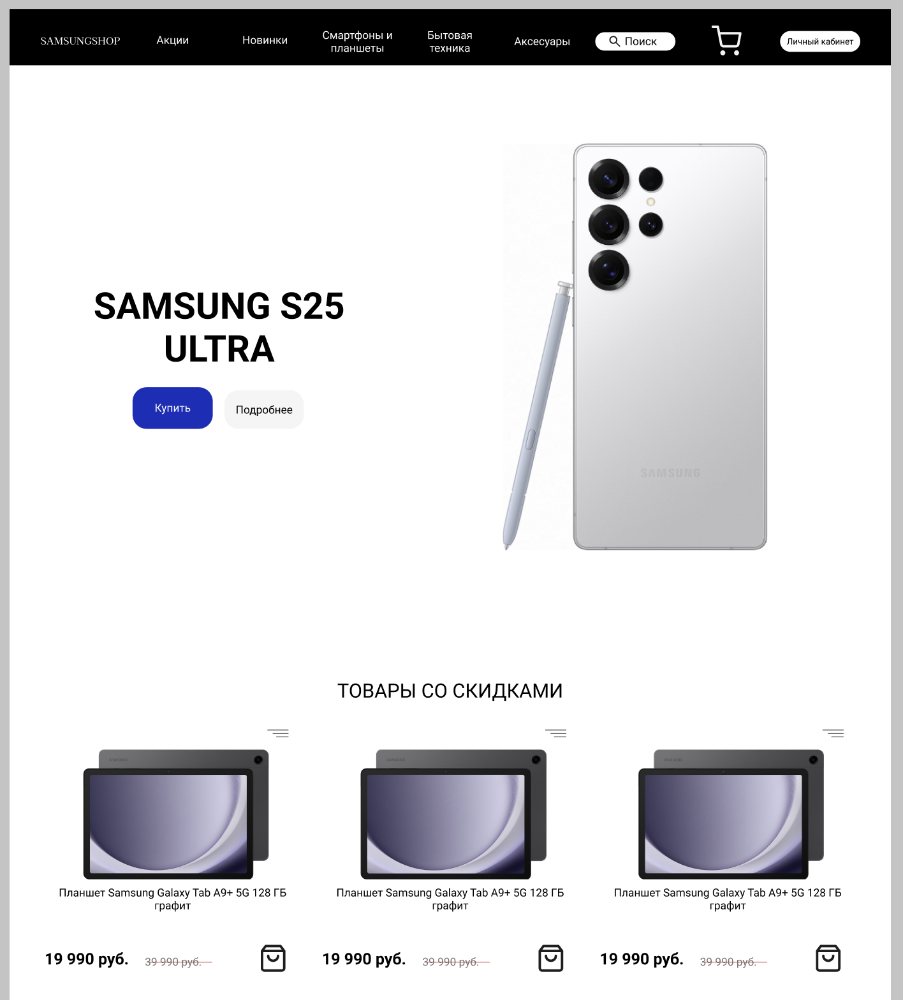 SAMSUNGSHOP
Акции
Новинки
Смартфоны и
планшеты
Бытовая
техника
Аксесуары
Поиск
Личный кабинет
SAMSUNG S25
ULTRA
Купить
Подробнее
SAMSUNG
ТОВАРЫ СО СКИДКАМИ
SAMSUNG
SAMSUNG
SAMSUNG
Планшет Samsung Galaxy Tab A9+ 5G 128 ГБ
графит
Планшет Samsung Galaxy Tab A9+ 5G 128 ГБ
графит
Планшет Samsung Galaxy Tab A9+ 5G 128 ГБ
графит
19 990 руб.
39 990 руб.
19 990 руб.
39 990 руб.
19 990 руб.
39 990 руб.